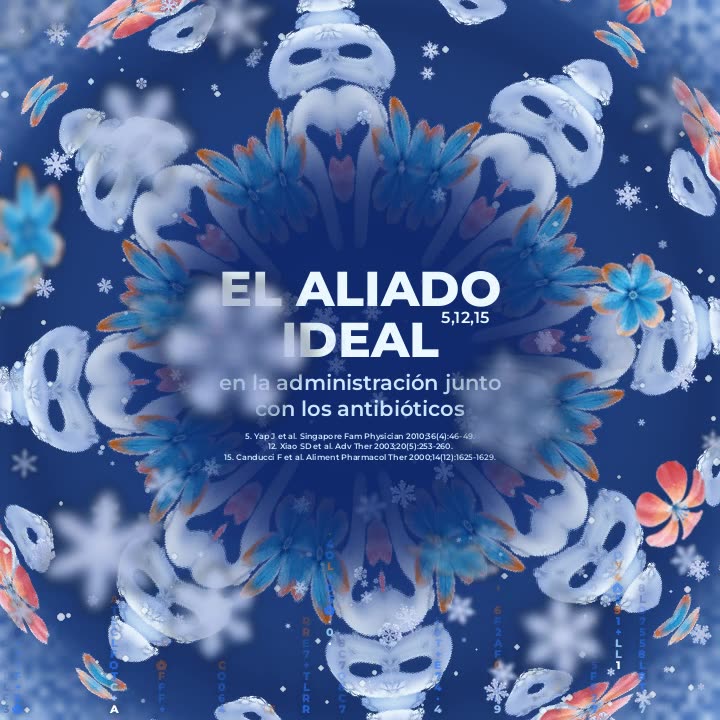 EL ALIADO
IDEAL 5,12,15
en la administración junto
con los antibióticos
5. Yap J et al. Singapore Fam Physician 2010;36(4):46-49.
12. Xiao SD et al. Adv Ther 2003;20(5):253-260.
15. Canducci F et al. Aliment Pharmacol Ther 2000;14(12):1625-1629.